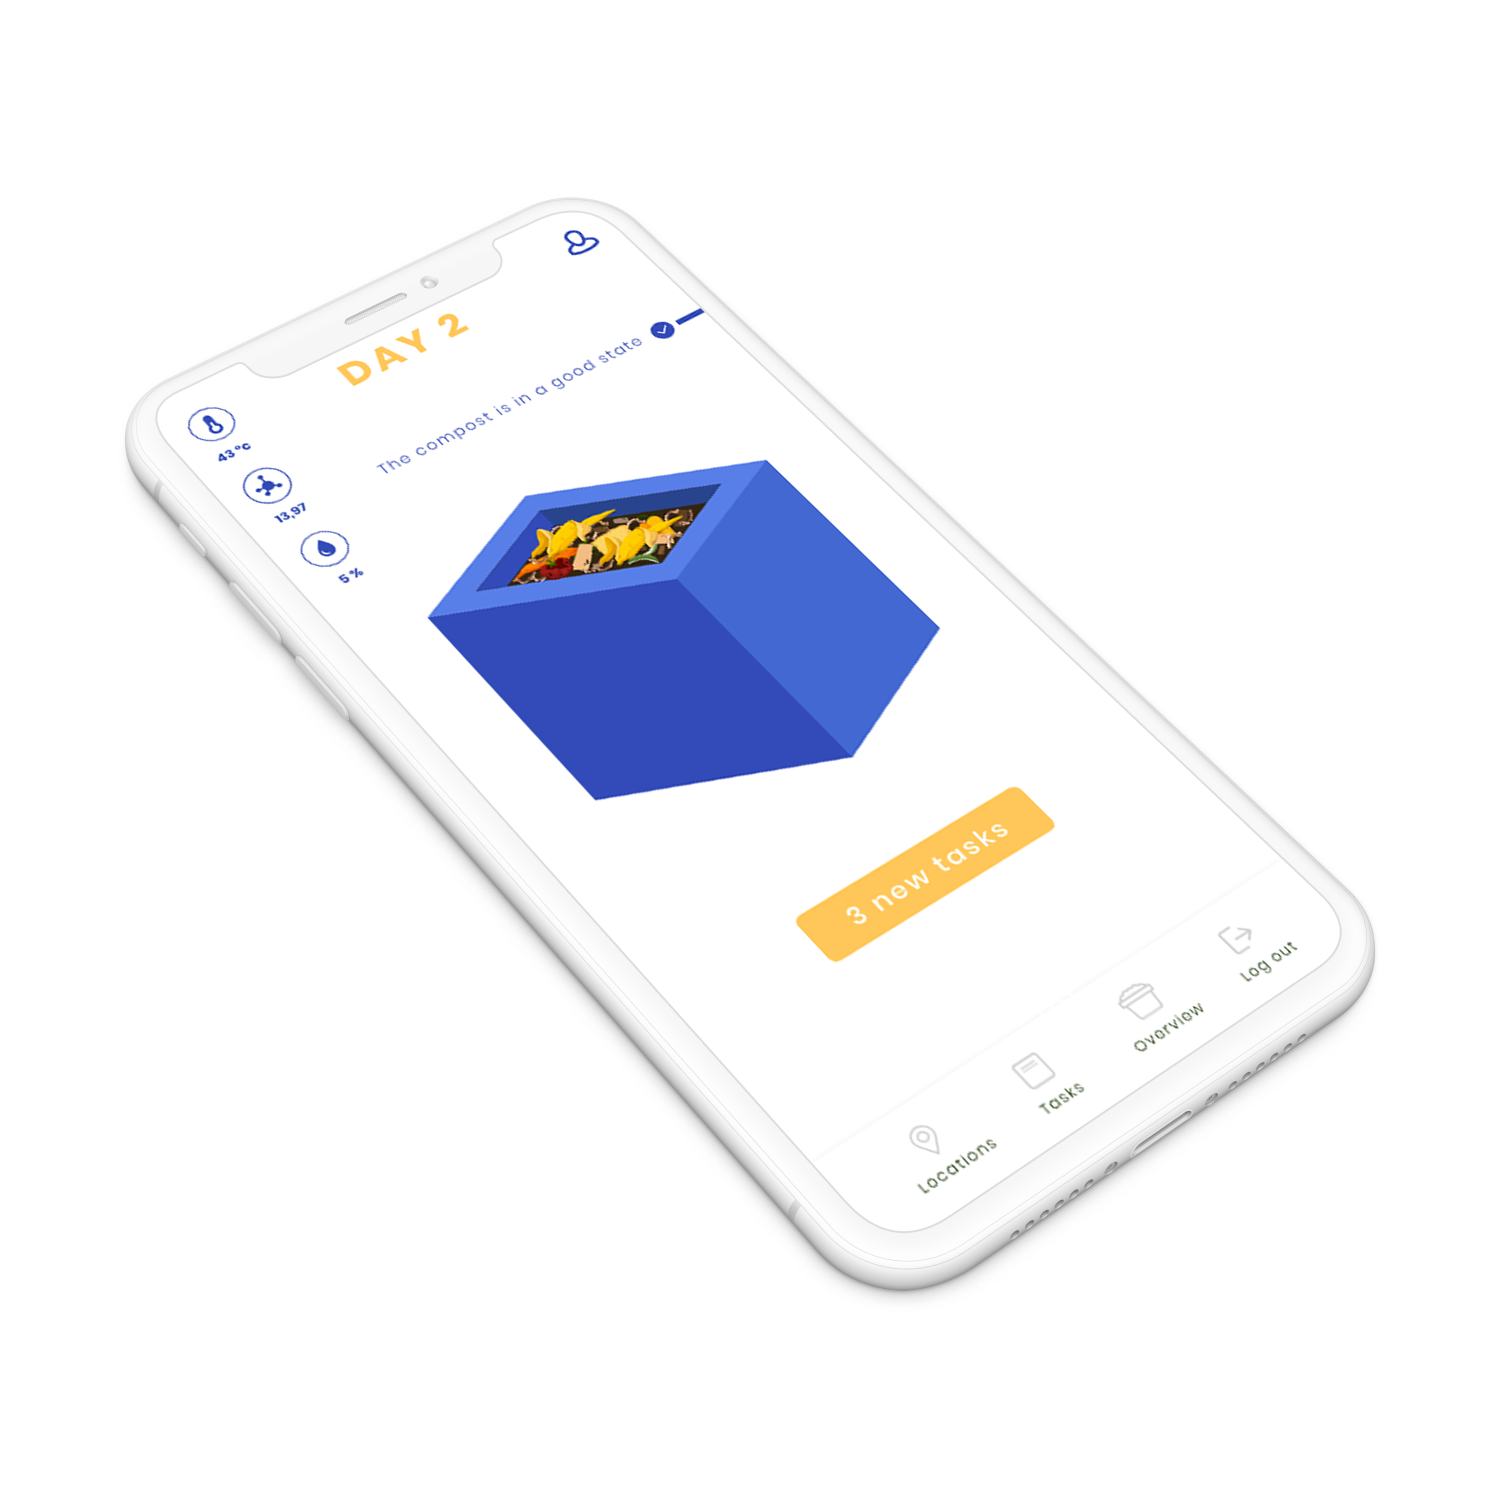 DAY 2
The compost is in a good state
43°C
13,97
5%
3 new tasks
Locations
Tasks
Overview
Log out